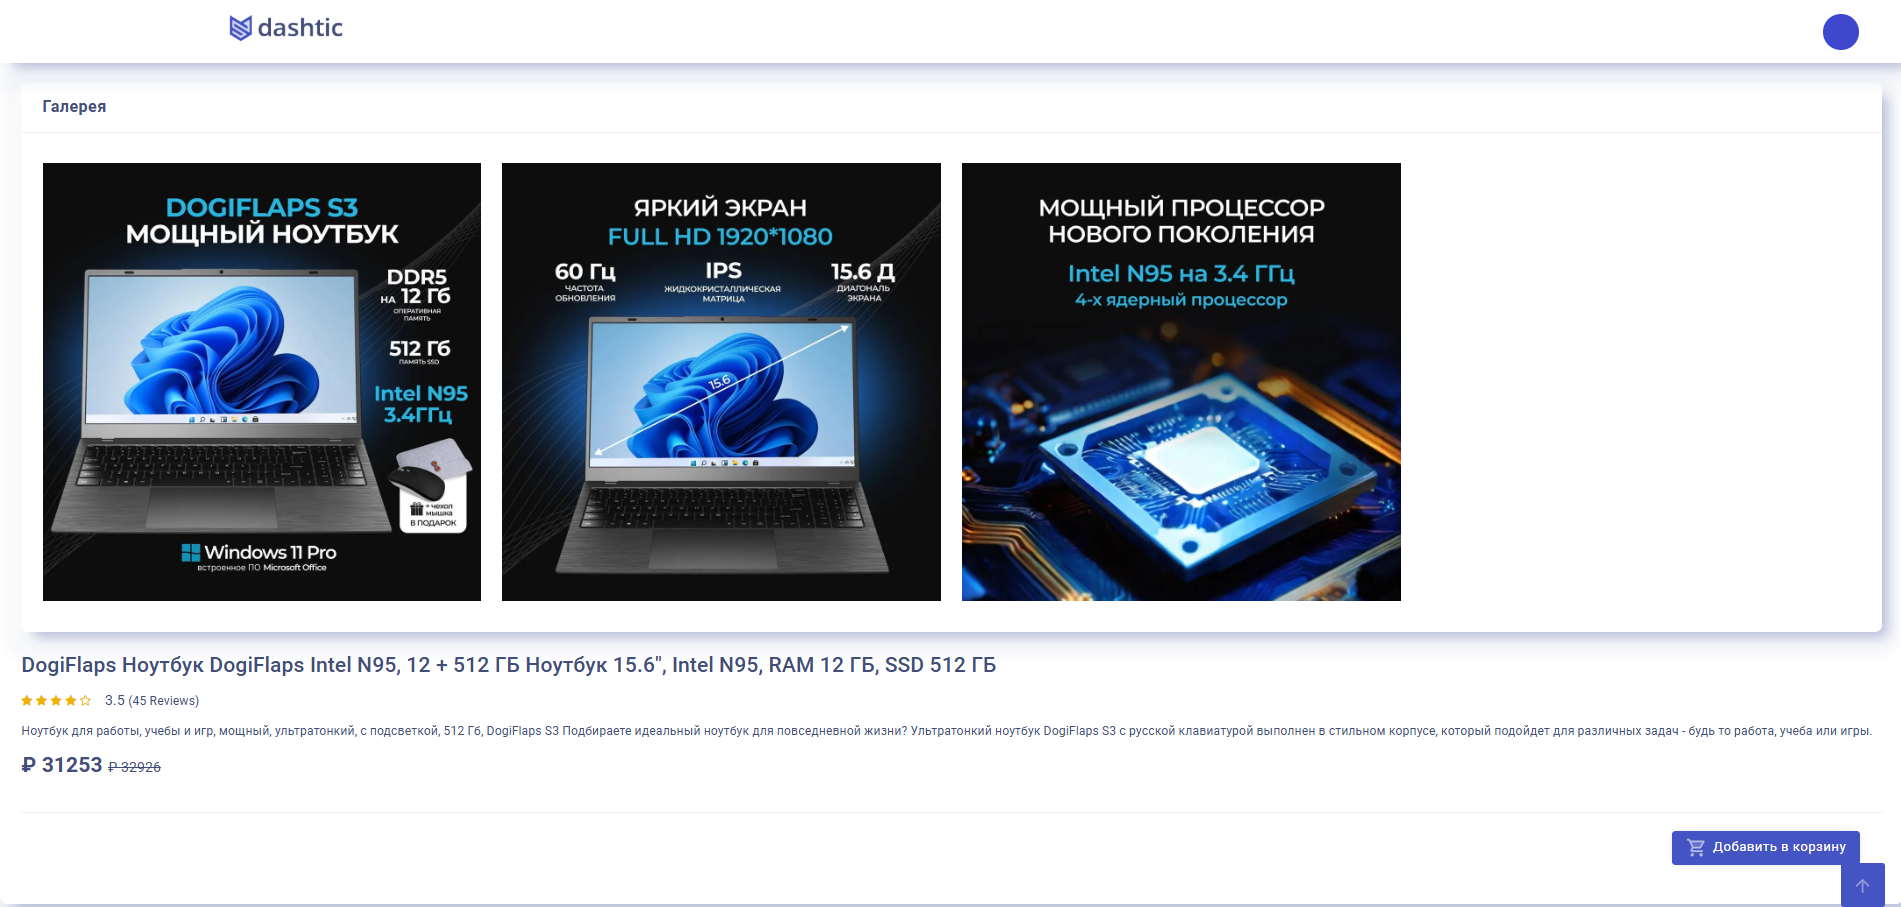 dashtic
Галерея
DOGIFLAPS S3
МОЩНЫЙ НОУТБУК
DDR5
НА 12 Гб
ОПЕРАТИВНАЯ
ПАМЯТЬ
512 Гб
ПАМЯТЬ SSD
Intel N95
3.4ГГц
+ чехол
мышка
В ПОДАРОК
Windows 11 Pro
встроенное ПО Microsoft Office
ЯРКИЙ ЭКРАН
FULL HD 1920*1080
60 Гц
ЧАСТОТА
ОБНОВЛЕНИЯ
IPS
ЖИДКОКРИСТАЛЛИЧЕСКАЯ
МАТРИЦА
15.6 Д
ДИАГОНАЛЬ
ЭКРАНА
15.6
МОЩНЫЙ ПРОЦЕССОР
НОВОГО ПОКОЛЕНИЯ
Intel N95 на 3.4 ГГц
4-х ядерный процессор
DogiFlaps Ноутбук DogiFlaps Intel N95, 12 + 512 ГБ Ноутбук 15.6", Intel N95, RAM 12 ГБ, SSD 512 ГБ
3.5 (45 Reviews)
Ноутбук для работы, учебы и игр, мощный, ультратонкий, с подсветкой, 512 Гб, DogiFlaps S3 Подбираете идеальный ноутбук для повседневной жизни? Ультратонкий ноутбук DogiFlaps S3 с русской клавиатурой выполнен в стильном корпусе, который подойдет для различных задач - будь то работа, учеба или игры.
₽ 31253 ₽ 32926
Добавить в корзину